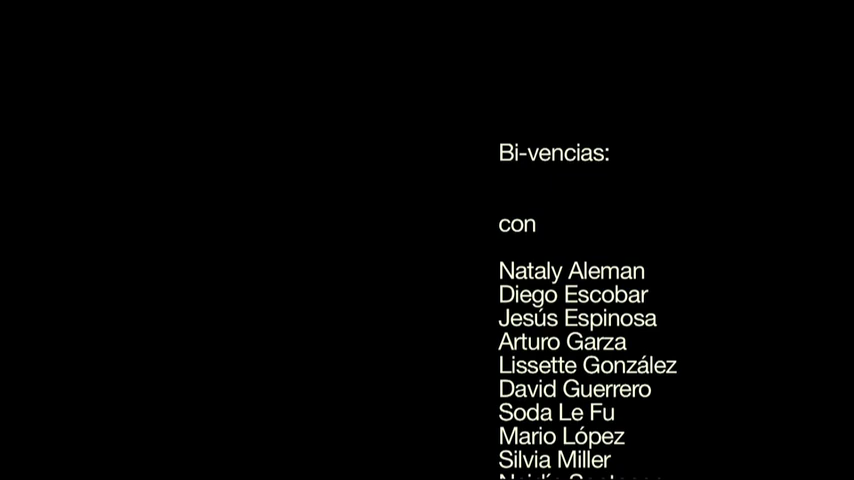 Bi-vencias:
con
Nataly Aleman
Diego Escobar
Jesús Espinosa
Arturo Garza
Lissette González
David Guerrero
Soda Le Fu
Mario López
Silvia Miller